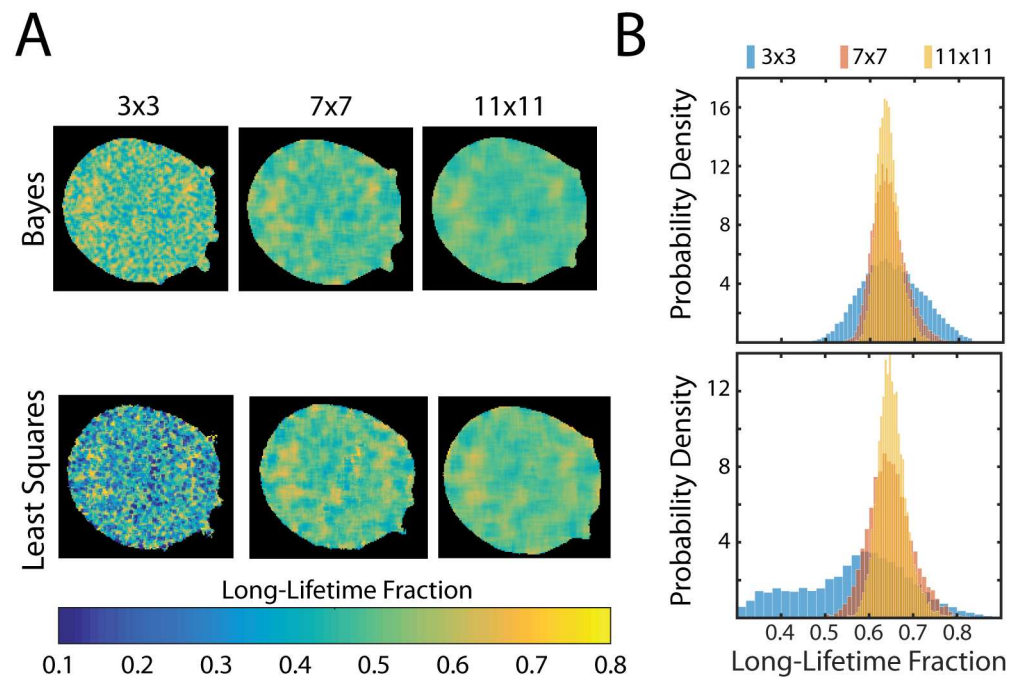 A
3x3
7x7
11x11
Bayes
Least Squares
Long-Lifetime Fraction
0.1 0.2 0.3 0.4 0.5 0.6 0.7 0.8
B
3x3 7x7 11x11
Probability Density
16
12
8
4
Probability Density
12
8
4
0.4 0.5 0.6 0.7 0.8
Long-Lifetime Fraction